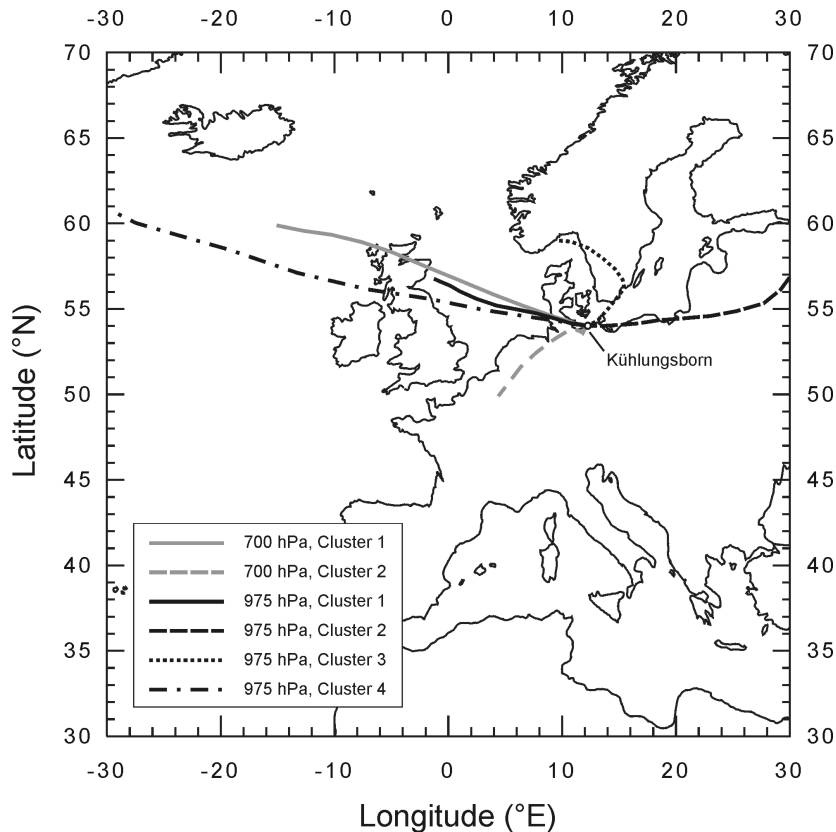 -30 -20 -10 0 10 20 30
70 70
65 65
60 60
55 55
Kühlungsborn
50 50
45 45
40 40
35 35
30 30
700 hPa, Cluster 1
700 hPa, Cluster 2
975 hPa, Cluster 1
975 hPa, Cluster 2
975 hPa, Cluster 3
975 hPa, Cluster 4
-30 -20 -10 0 10 20 30
Latitude (°N)
Longitude (°E)